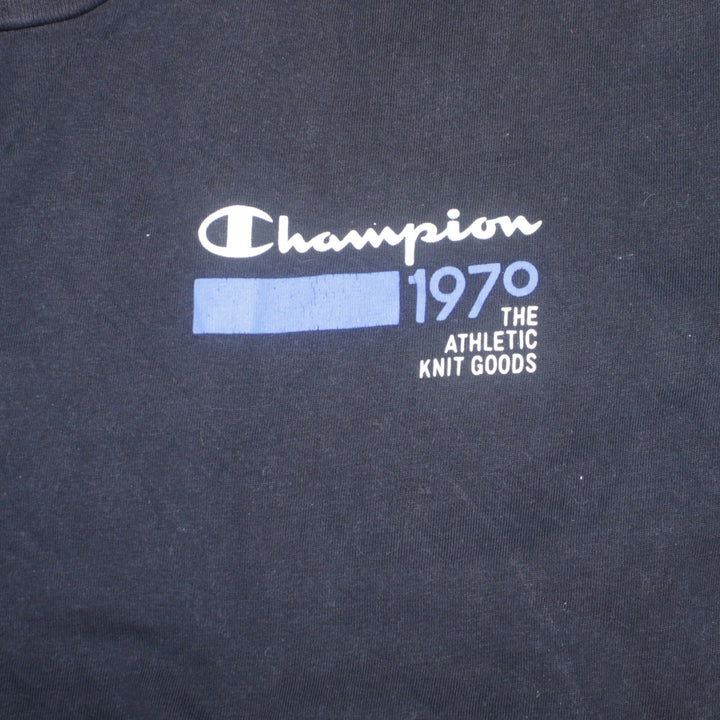 Champion
1970
THE
ATHLETIC
KNIT GOODS